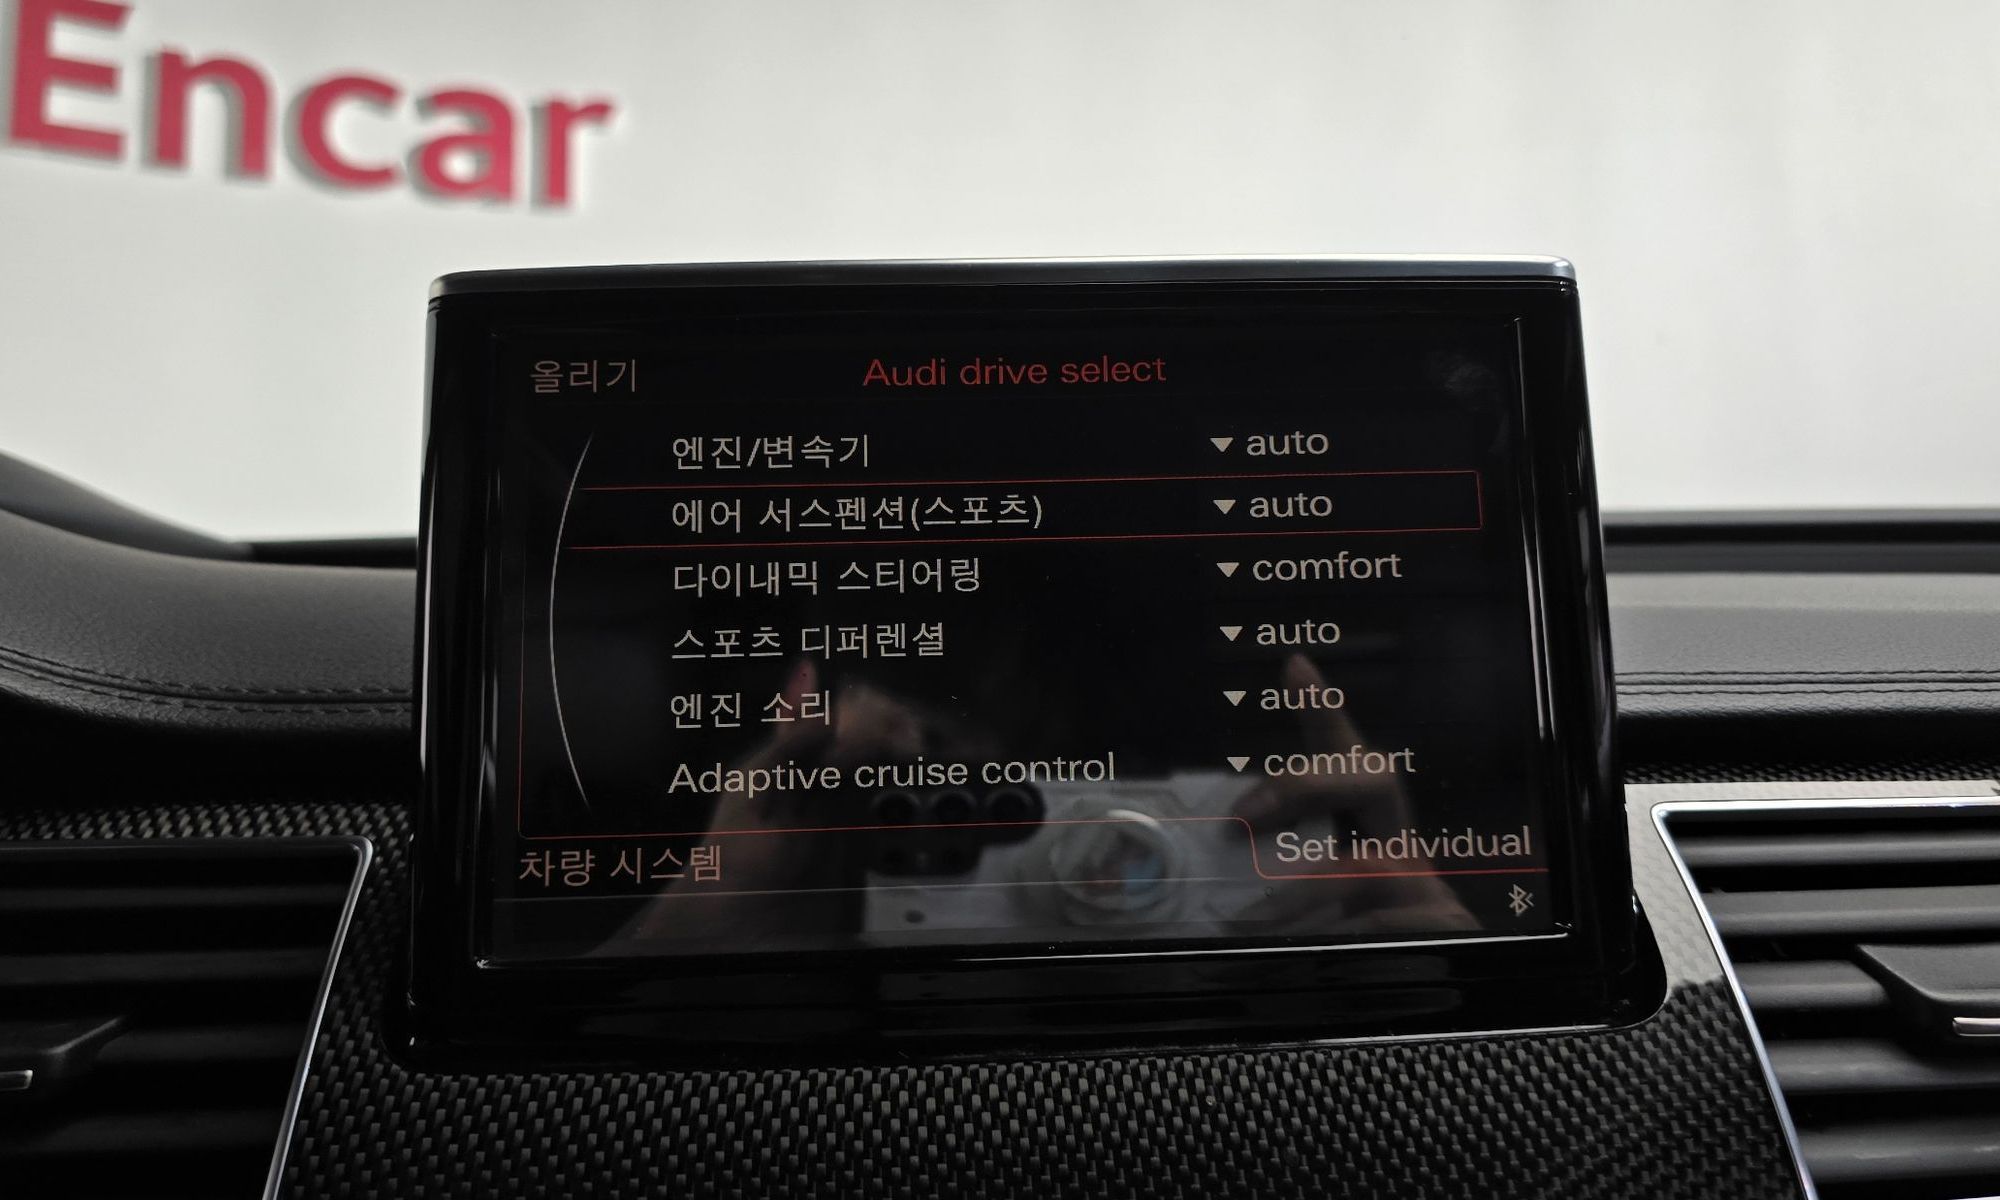 Encar
올리기
Audi drive select
엔진/변속기 auto
에어 서스펜션(스포츠) auto
다이내믹 스티어링 comfort
스포츠 디퍼렌셜 auto
엔진 소리 auto
Adaptive cruise control comfort
차량 시스템
Set individual